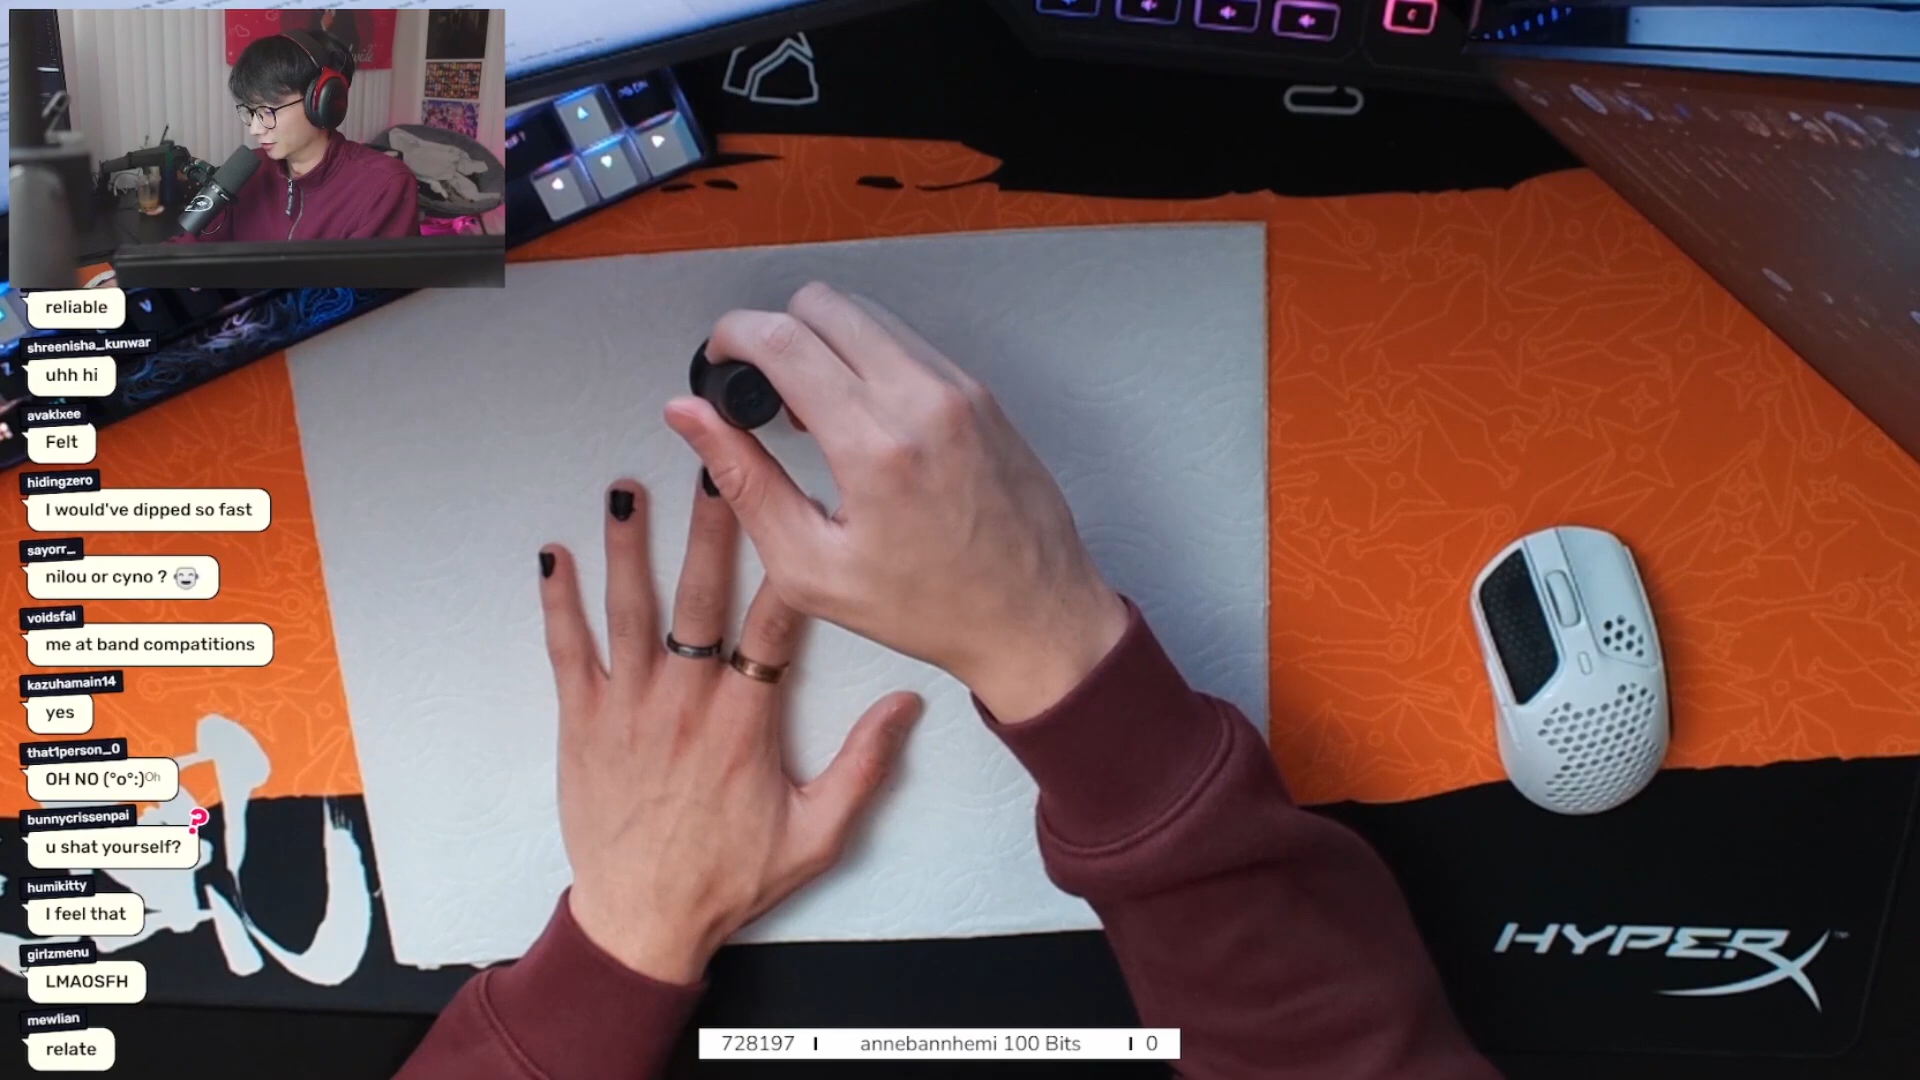 reliable
shreenisha_kunwar
uhh hi
avaklxee
Felt
hidingzero
I would've dipped so fast
sayorr_
nilou or cyno ?
voidsfal
me at band compatitions
kazuhamain14
yes
that1person_0
OH NO (°o°:)Oh
bunnycrissenpai
u shat yourself?
humikitty
I feel that
girlzmenu
LMAOSFH
mewlian
relate
HYPERX
728197 | annebannhemi 100 Bits | 0